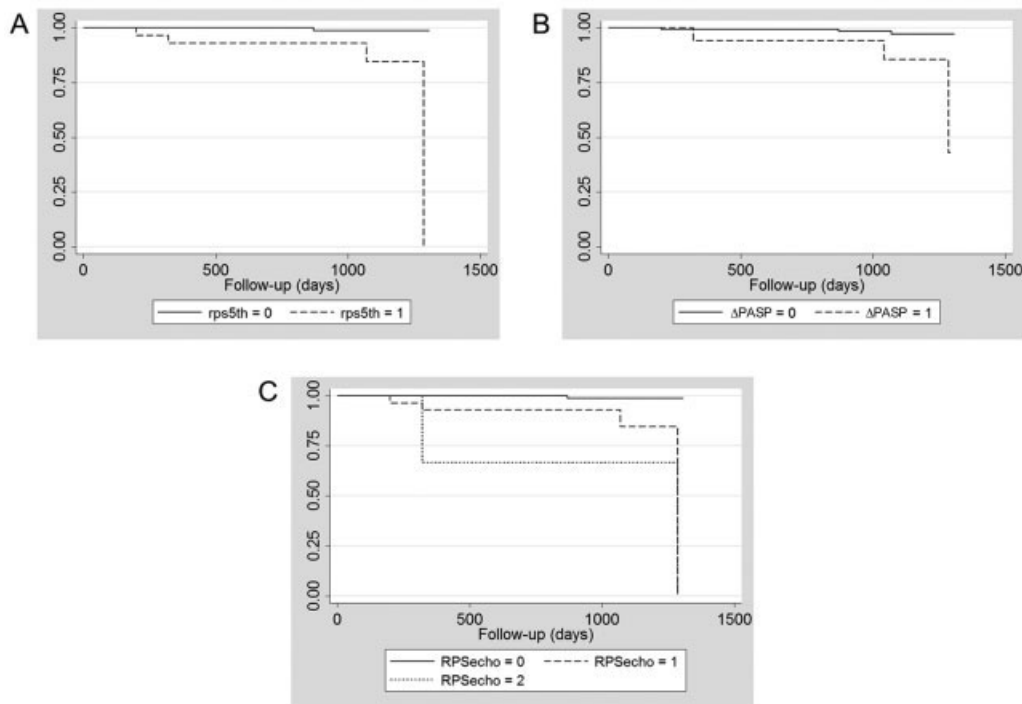 A
1.00
0.75
0.50
0.25
0.00
0 500 1000 1500
Follow-up (days)
rps5th = 0 rps5th = 1
B
1.00
0.75
0.50
0.25
0.00
0 500 1000 1500
Follow-up (days)
ΔPASP = 0 ΔPASP = 1
C
1.00
0.75
0.50
0.25
0.00
0 500 1000 1500
Follow-up (days)
RPSecho = 0 RPSecho = 1
RPSecho = 2